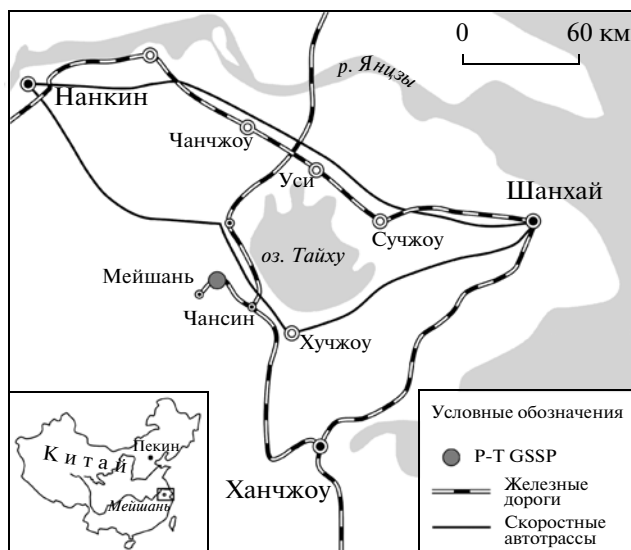 0 60 км
р. Янцзы
Нанкин
Чанчжоу
Уси
Шанхай
Сучжоу
оз. Тайху
Мейшань
Чансин
Хучжоу
Ханчжоу
Китай
Пекин
Мейшань
Условные обозначения
P-T GSSP
Железные
дороги
Скоростные
автотрассы